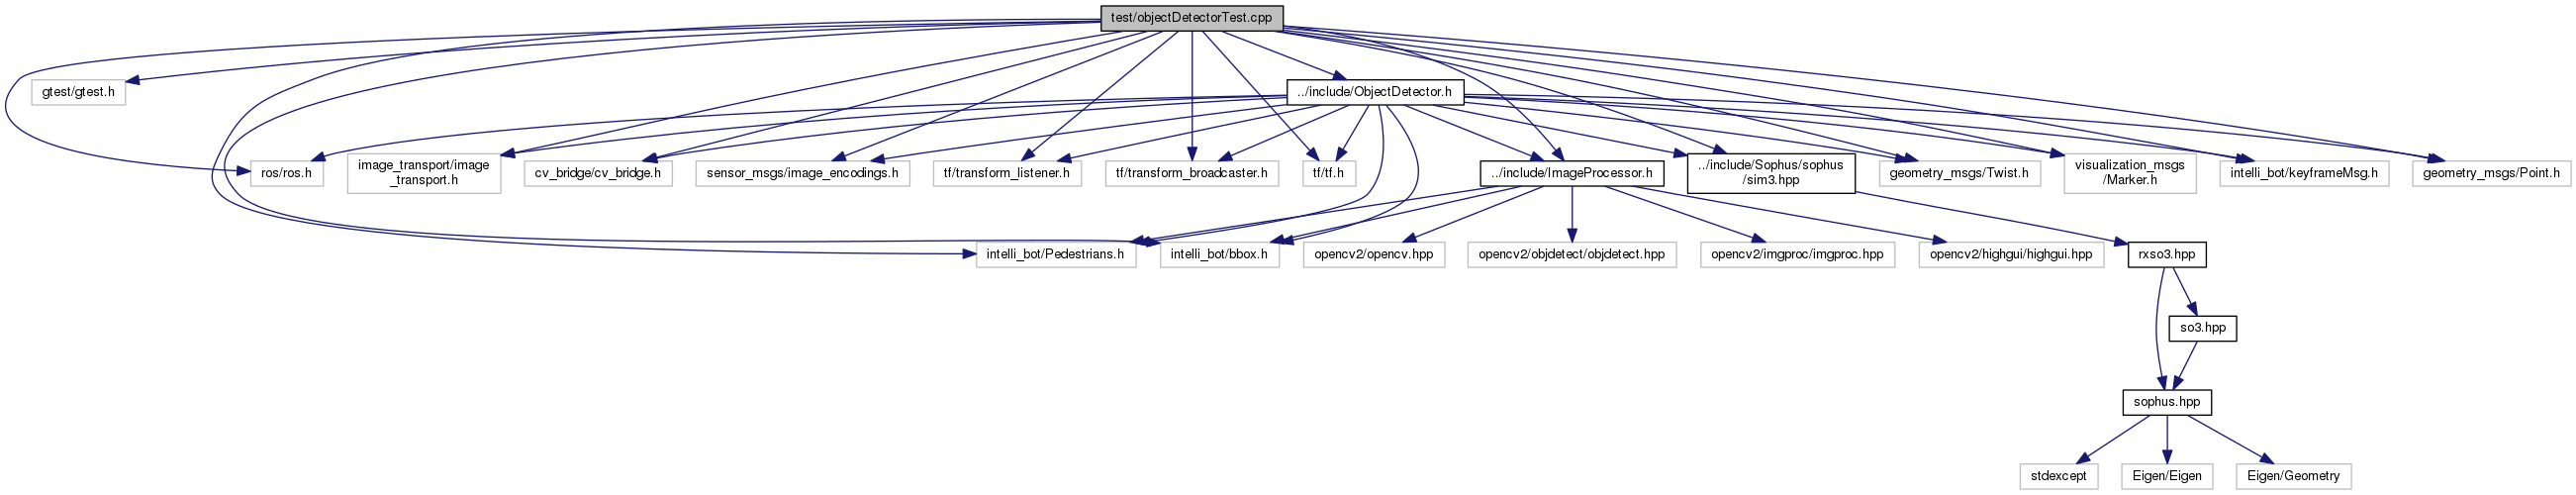 test/objectDetectorTest.cpp
gtest/gtest.h
../include/ObjectDetector.h
ros/ros.h
image_transport/image
_transport.h
cv_bridge/cv_bridge.h
sensor_msgs/image_encodings.h
tf/transform_listener.h
tf/transform_broadcaster.h
tf/tf.h
../include/ImageProcessor.h
../include/Sophus/sophus
/sim3.hpp
geometry_msgs/Twist.h
visualization_msgs
/Marker.h
intelli_bot/keyframeMsg.h
geometry_msgs/Point.h
intelli_bot/Pedestrians.h
intelli_bot/bbox.h
opencv2/opencv.hpp
opencv2/objdetect/objdetect.hpp
opencv2/imgproc/imgproc.hpp
opencv2/highgui/highgui.hpp
rxso3.hpp
so3.hpp
sophus.hpp
stdexcept
Eigen/Eigen
Eigen/Geometry